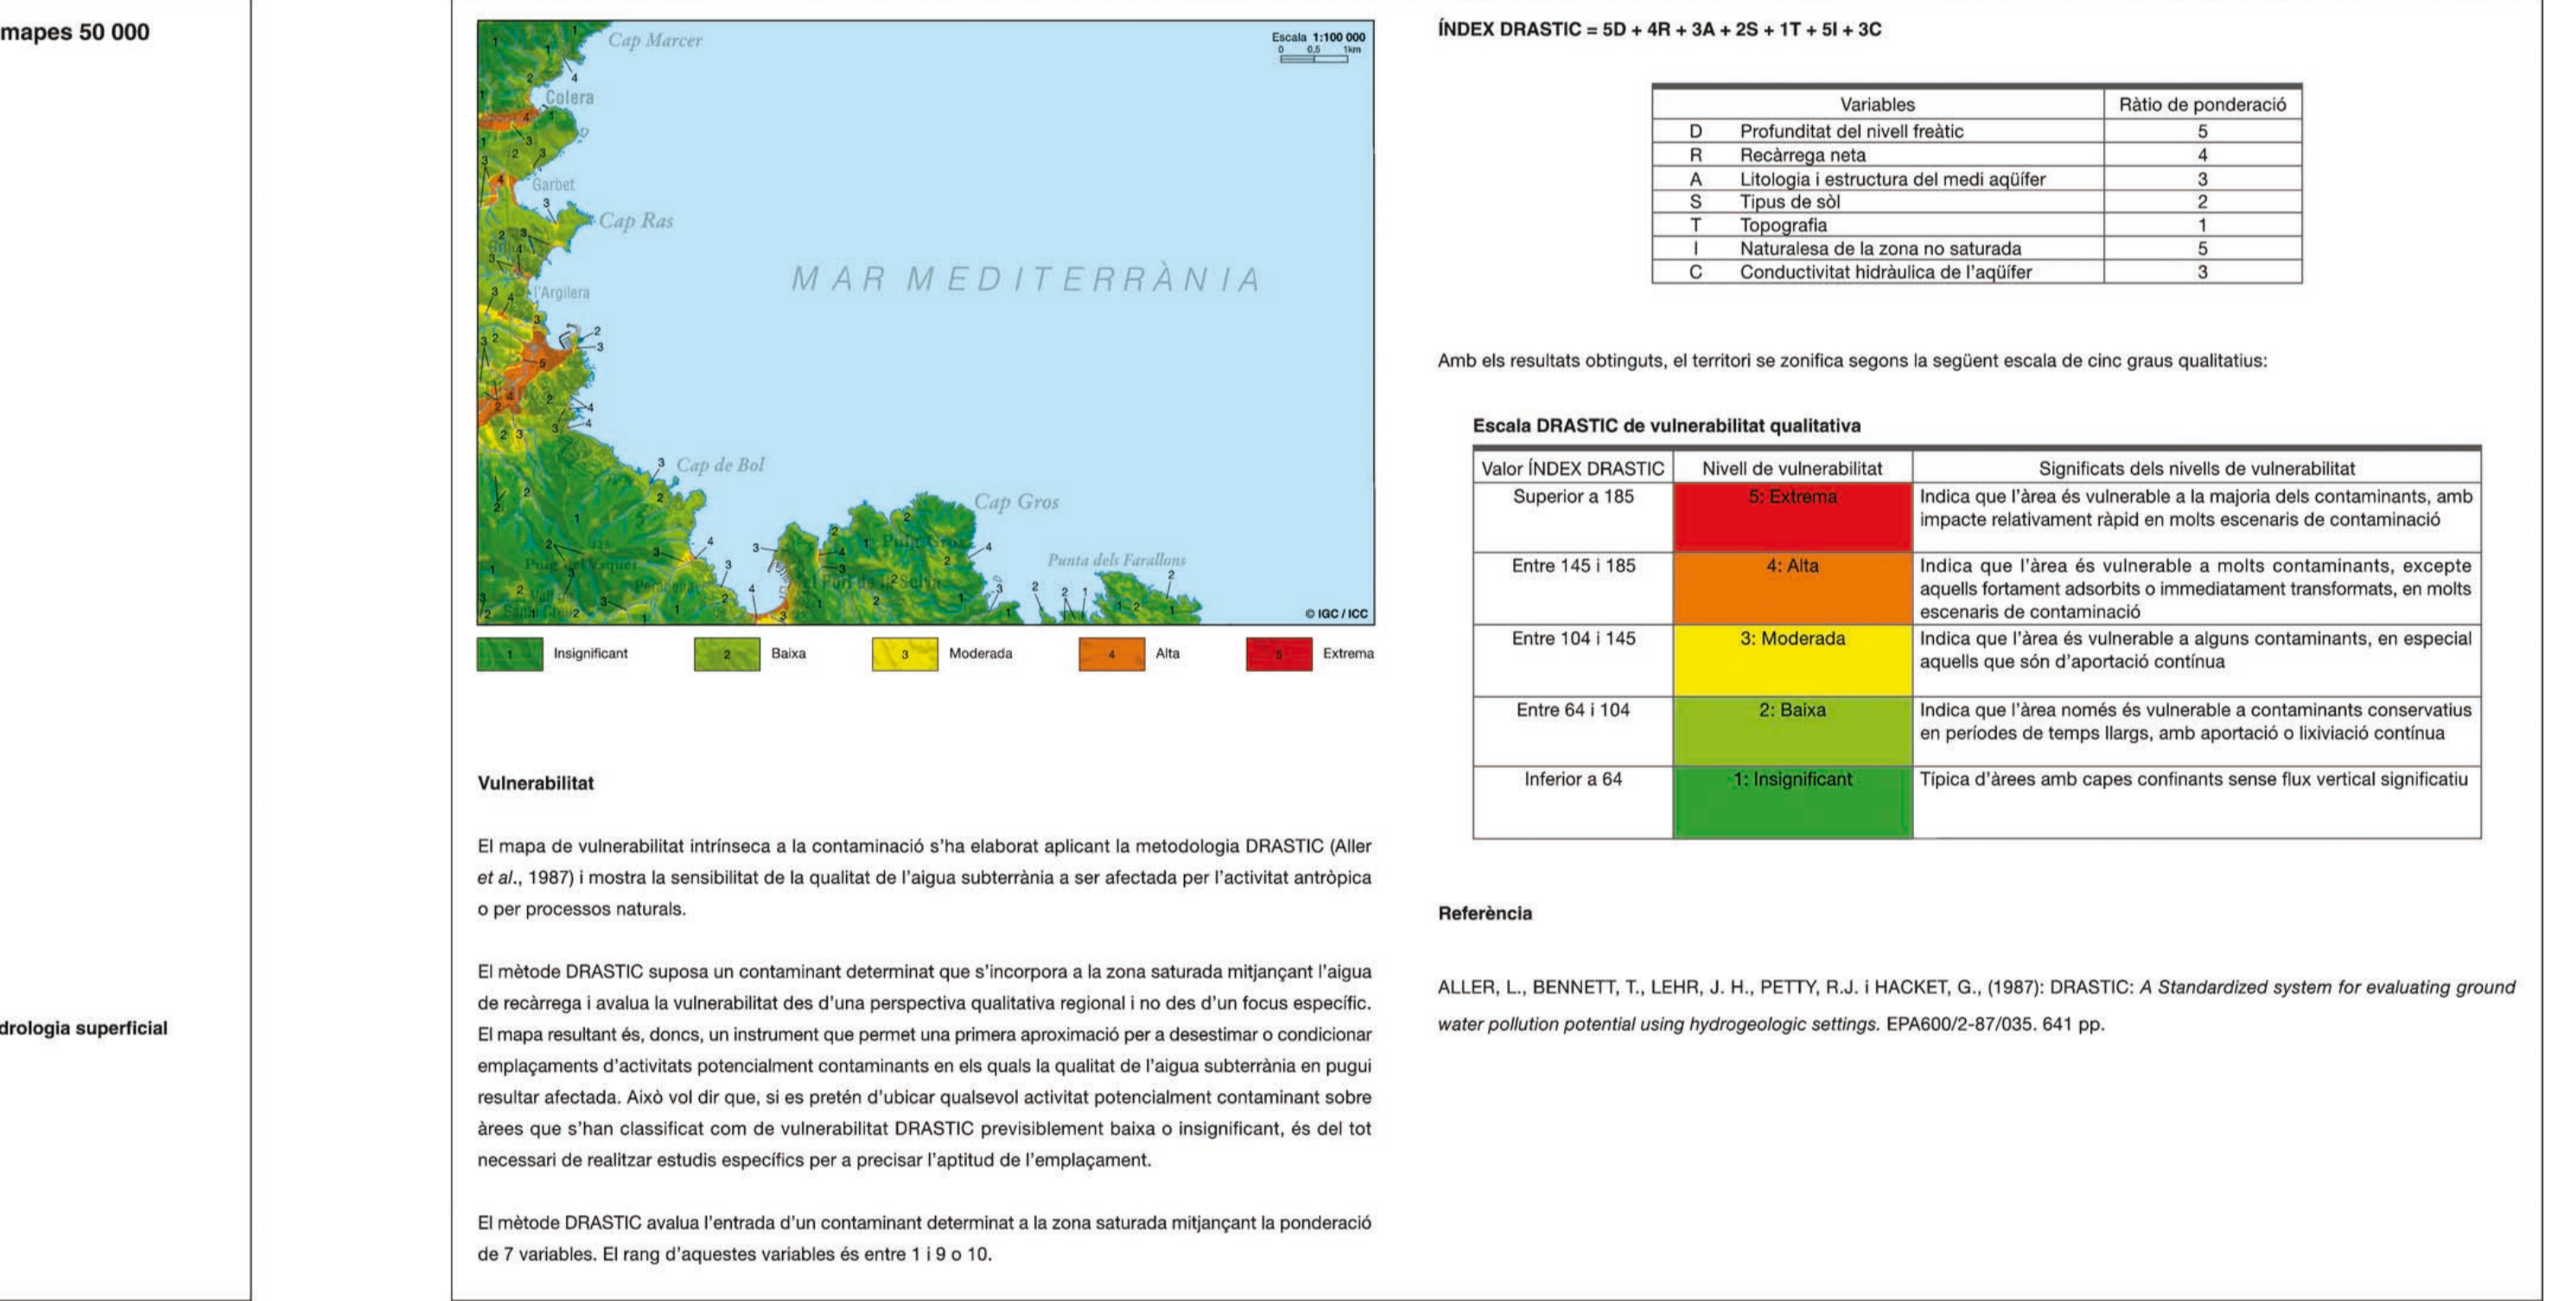 mapes 50 000
drologia superficial
Cap Marcer
Escala 1:100 000
0 0,5 1km
Colera
Garbet
Cap Ras
MAR MEDITERRÀNIA
l'Argilera
Cap de Bol
Cap Gros
Punta dels Farallons
© IGC / ICC
1 Insignificant 2 Baixa 3 Moderada 4 Alta 5 Extrema
Vulnerabilitat
El mapa de vulnerabilitat intrínseca a la contaminació s'ha elaborat aplicant la metodologia DRASTIC (Aller
et al., 1987) i mostra la sensibilitat de la qualitat de l'aigua subterrània a ser afectada per l'activitat antròpica
o per processos naturals.
El mètode DRASTIC suposa un contaminant determinat que s'incorpora a la zona saturada mitjançant l'aigua
de recàrrega i avalua la vulnerabilitat des d'una perspectiva qualitativa regional i no des d'un focus específic.
El mapa resultant és, doncs, un instrument que permet una primera aproximació per a desestimar o condicionar
emplaçaments d'activitats potencialment contaminants en els quals la qualitat de l'aigua subterrània en pugui
resultar afectada. Això vol dir que, si es pretén d'ubicar qualsevol activitat potencialment contaminant sobre
àrees que s'han classificat com de vulnerabilitat DRASTIC previsiblement baixa o insignificant, és del tot
necessari de realitzar estudis específics per a precisar l'aptitud de l'emplaçament.
El mètode DRASTIC avalua l'entrada d'un contaminant determinat a la zona saturada mitjançant la ponderació
de 7 variables. El rang d'aquestes variables és entre 1 i 9 o 10.
ÍNDEX DRASTIC = 5D + 4R + 3A + 2S + 1T + 5I + 3C
Variables Ràtio de ponderació
D Profunditat del nivell freàtic 5
R Recàrrega neta 4
A Litologia i estructura del medi aqüífer 3
S Tipus de sòl 2
T Topografia 1
I Naturalesa de la zona no saturada 5
C Conductivitat hidràulica de l'aqüífer 3
Amb els resultats obtinguts, el territori se zonifica segons la següent escala de cinc graus qualitatius:
Escala DRASTIC de vulnerabilitat qualitativa
Valor ÍNDEX DRASTIC Nivell de vulnerabilitat Significats dels nivells de vulnerabilitat
Superior a 185 5: Extrema Indica que l'àrea és vulnerable a la majoria dels contaminants, amb
impacte relativament ràpid en molts escenaris de contaminació
Entre 145 i 185 4: Alta Indica que l'àrea és vulnerable a molts contaminants, excepte
aquells fortament adsorbits o immediatament transformats, en molts
escenaris de contaminació
Entre 104 i 145 3: Moderada Indica que l'àrea és vulnerable a alguns contaminants, en especial
aquells que són d'aportació contínua
Entre 64 i 104 2: Baixa Indica que l'àrea només és vulnerable a contaminants conservatius
en períodes de temps llargs, amb aportació o lixiviació contínua
Inferior a 64 1: Insignificant Típica d'àrees amb capes confinants sense flux vertical significatiu
Referència
ALLER, L., BENNETT, T., LEHR, J. H., PETTY, R.J. i HACKET, G., (1987): DRASTIC: A Standardized system for evaluating ground
water pollution potential using hydrogeologic settings. EPA600/2-87/035. 641 pp.